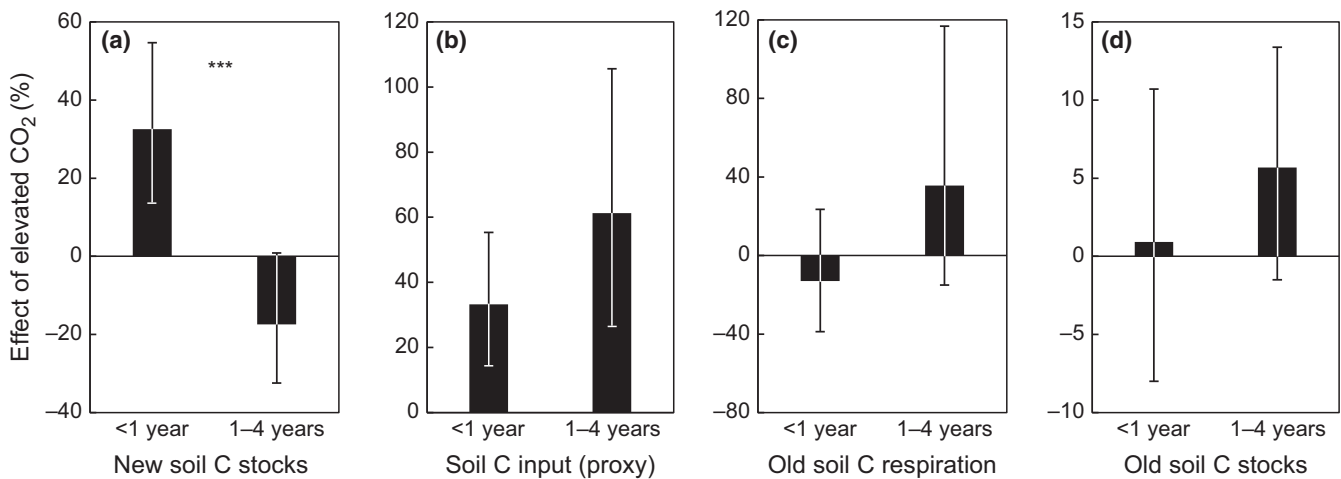 Effect of elevated CO2 (%)
(a)
***
60
40
20
0
–20
–40
<1 year 1–4 years
New soil C stocks
(b)
120
100
80
60
40
20
0
<1 year 1–4 years
Soil C input (proxy)
(c)
120
80
40
0
–40
–80
<1 year 1–4 years
Old soil C respiration
(d)
15
10
5
0
–5
–10
<1 year 1–4 years
Old soil C stocks